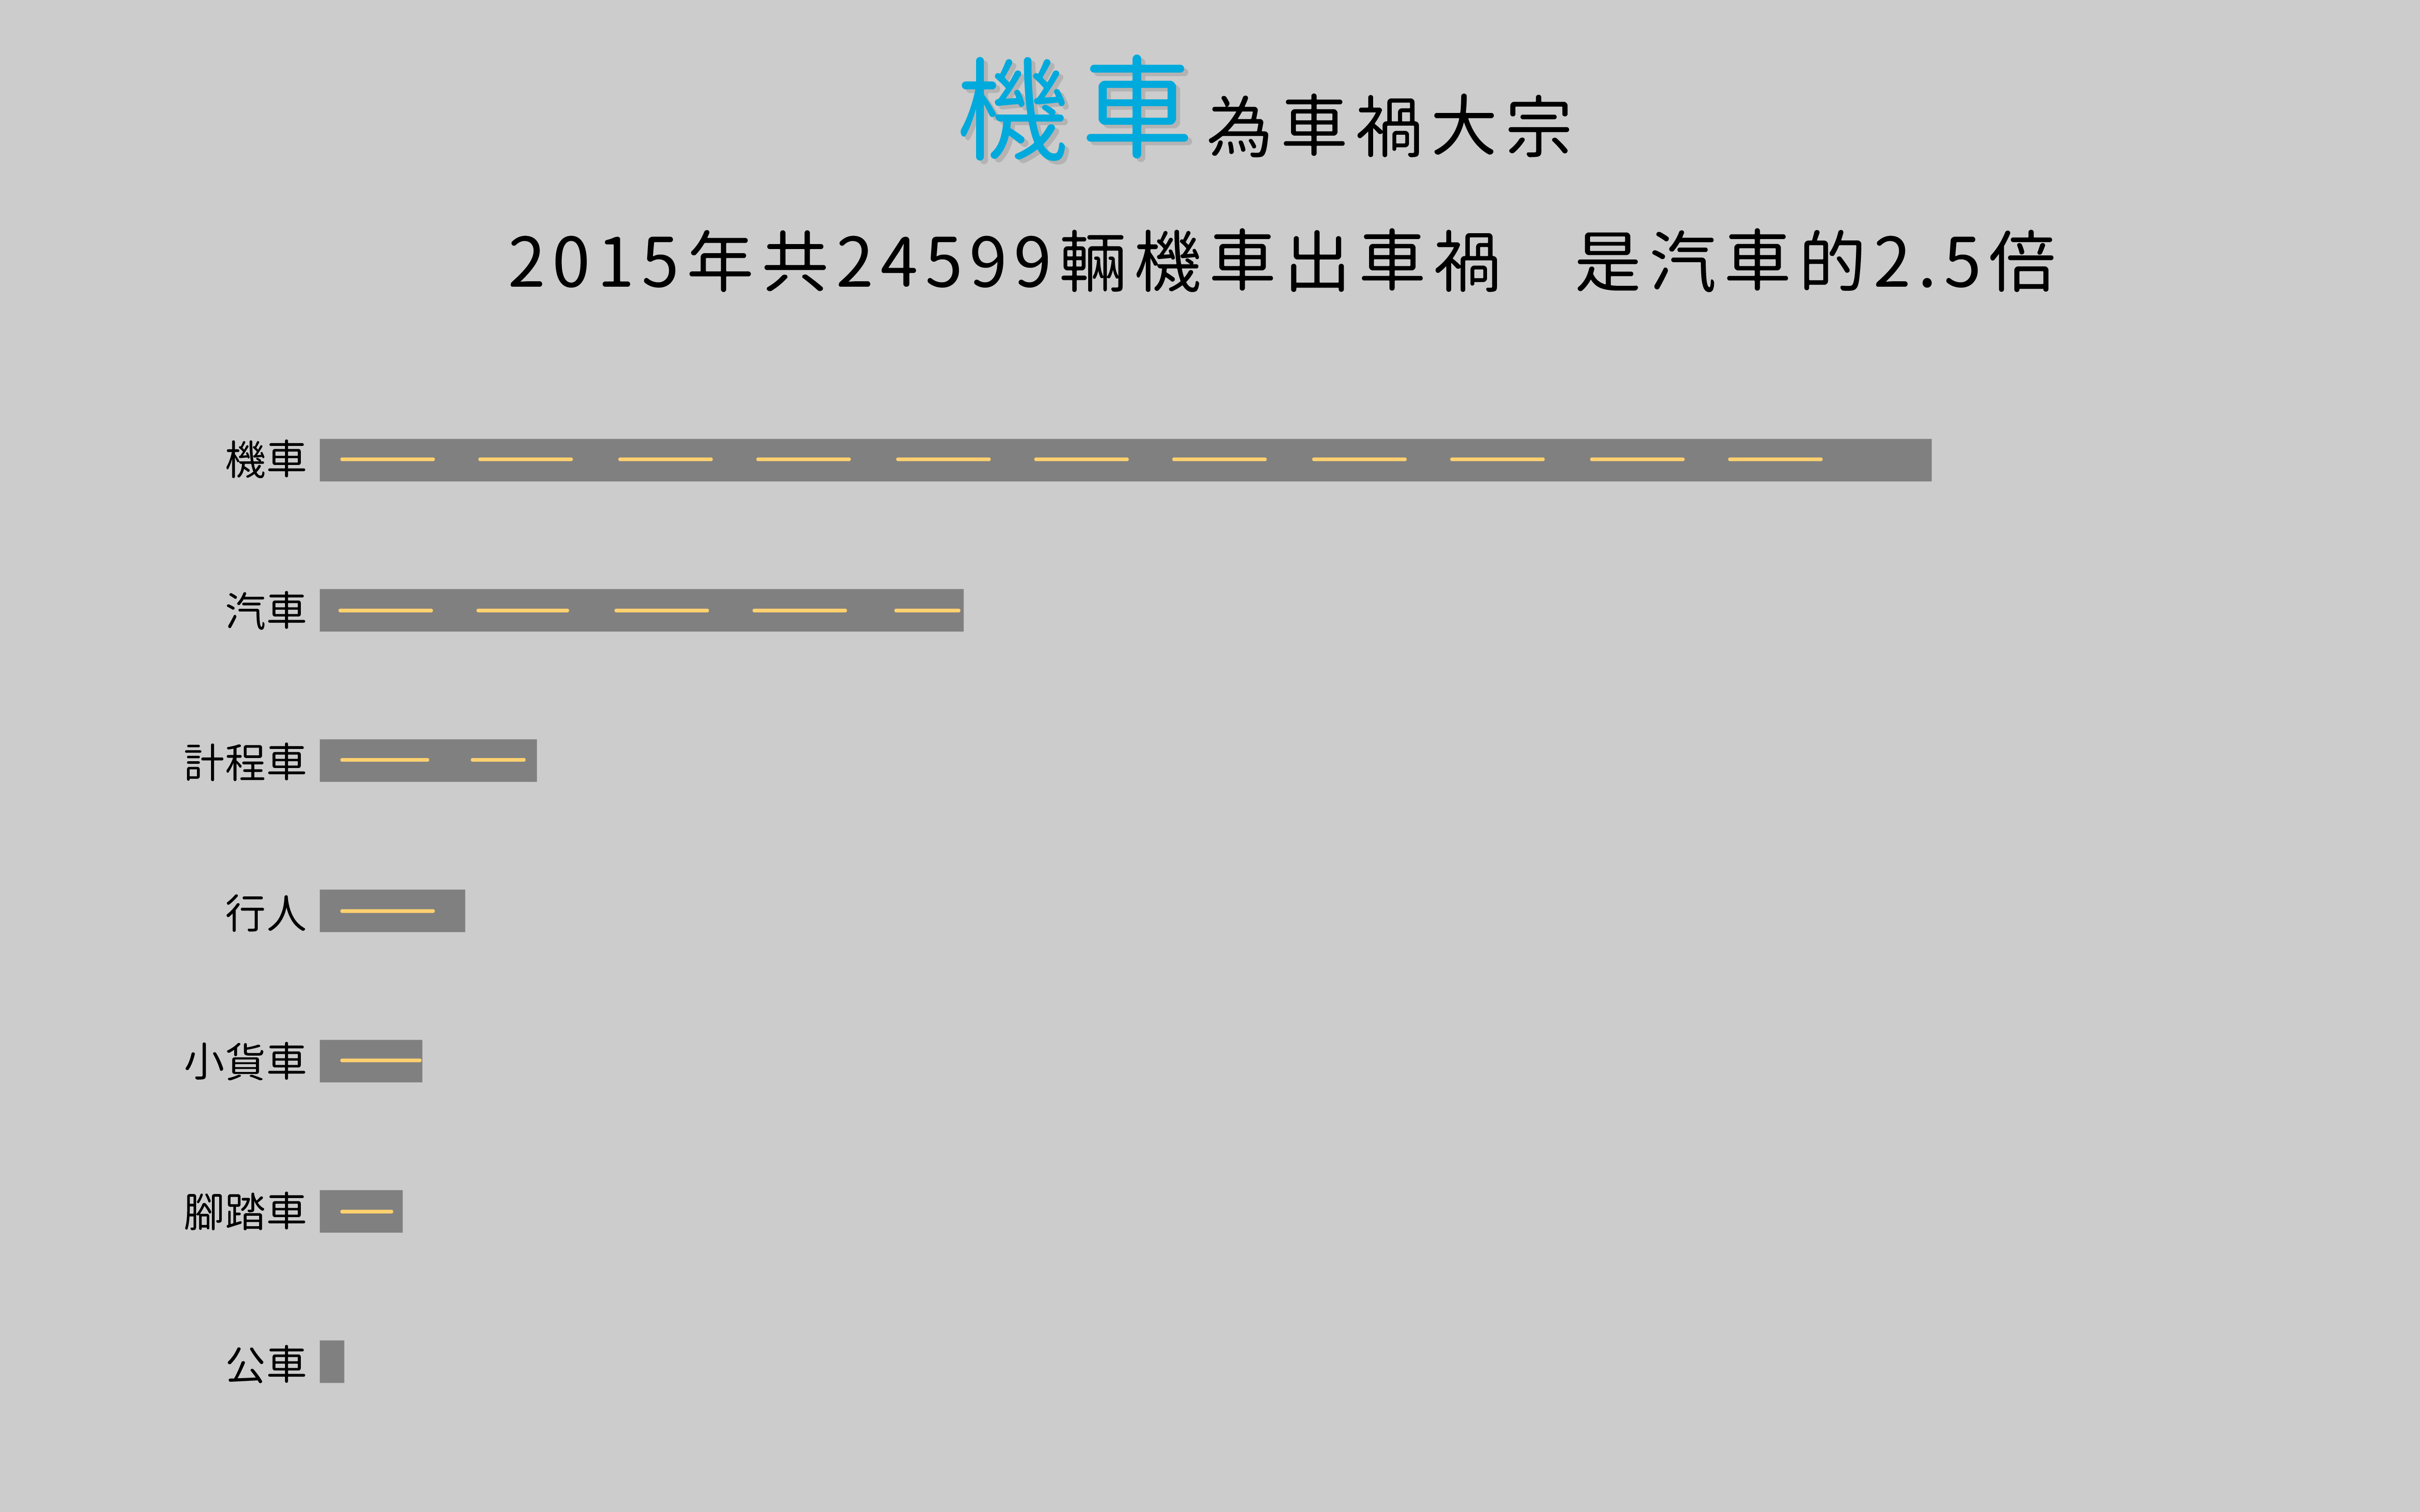 機車為車禍大宗
2015年共24599輛機車出車禍　是汽車的2.5倍
機車
汽車
計程車
行人
小貨車
腳踏車
公車